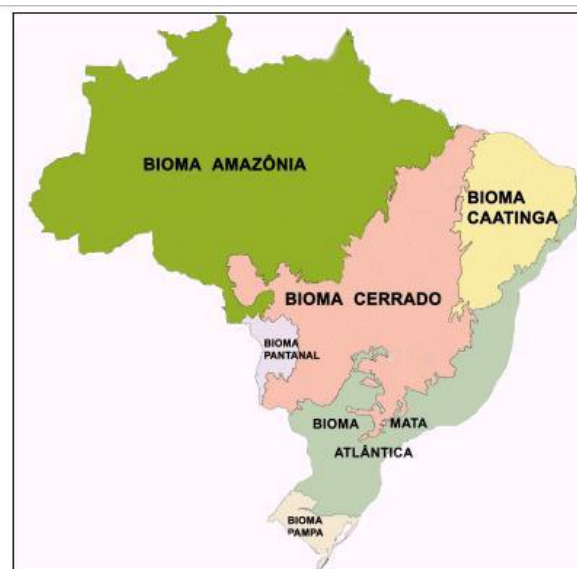 BIOMA AMAZÔNIA
BIOMA
CAATINGA
BIOMA CERRADO
BIOMA
PANTANAL
BIOMA MATA
ATLÂNTICA
BIOMA
PAMPA